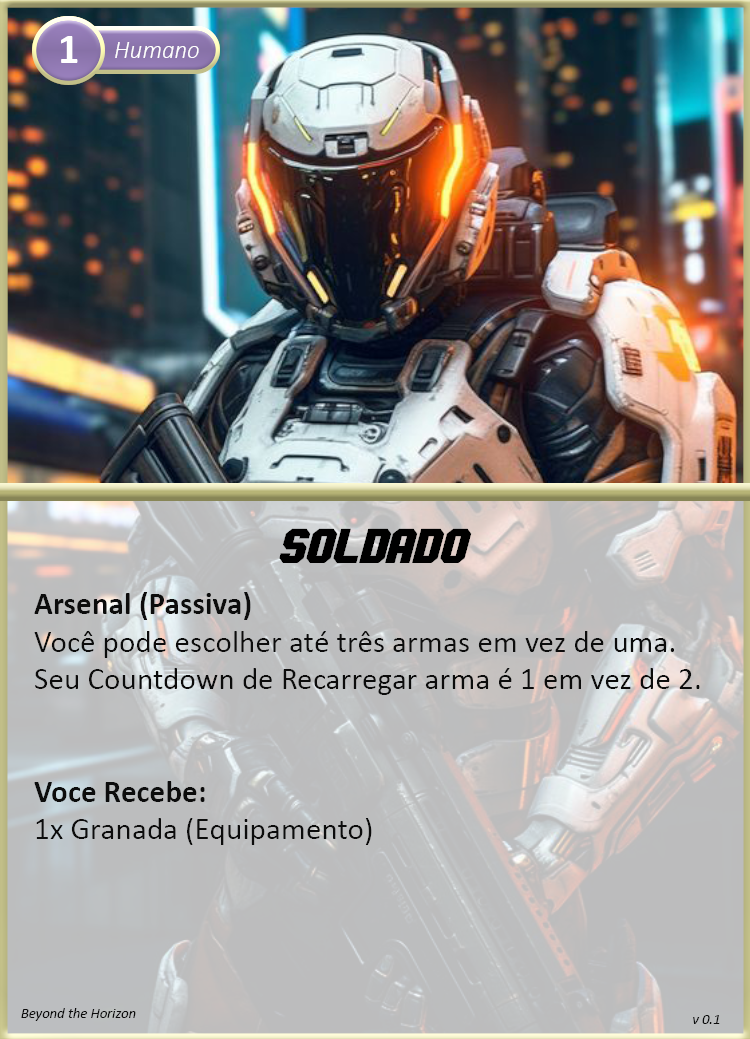 1
Humano
SOLDADO
Arsenal (Passiva)
Você pode escolher até três armas em vez de uma.
Seu Countdown de Recarregar arma é 1 em vez de 2.
Voce Recebe:
1x Granada (Equipamento)
Beyond the Horizon
v 0.1